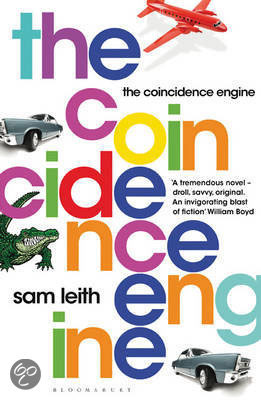 the
the coincidence engine
coin
cide
'A tremendous novel –
droll, savvy, original.
An invigorating blast
of fiction' William Boyd
nce
sam leith
eng
ine
BLOOMSBURY